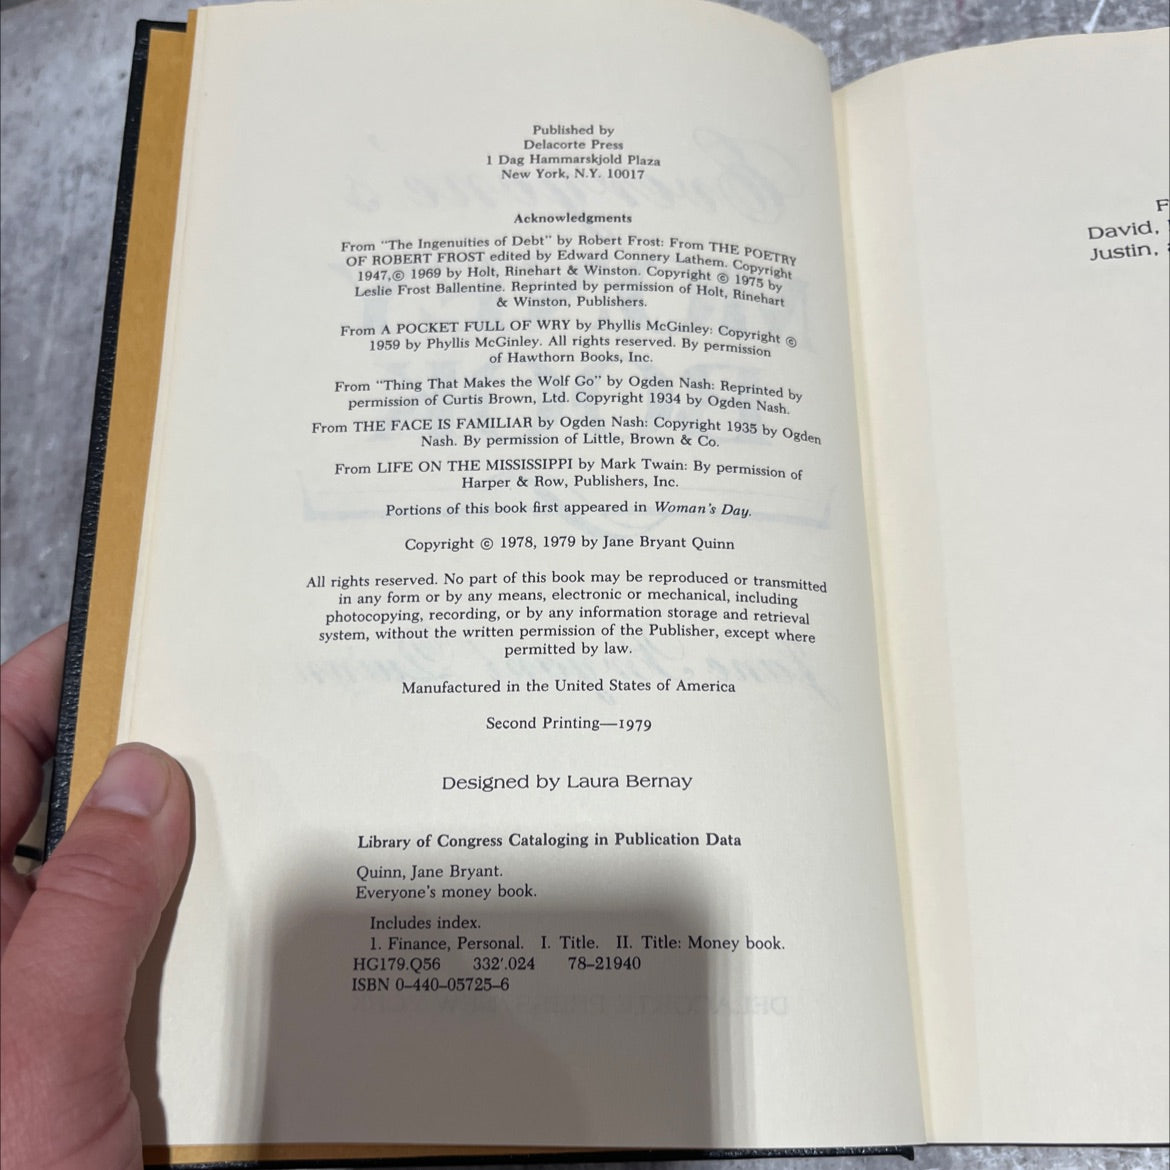 Published by
Delacorte Press
1 Dag Hammarskjold Plaza
New York, N.Y. 10017
Acknowledgments
From "The Ingenuities of Debt" by Robert Frost: From THE POETRY
OF ROBERT FROST edited by Edward Connery Lathem. Copyright
1947,© 1969 by Holt, Rinehart & Winston. Copyright © 1975 by
Leslie Frost Ballentine. Reprinted by permission of Holt, Rinehart
& Winston, Publishers.
From A POCKET FULL OF WRY by Phyllis McGinley: Copyright ©
1959 by Phyllis McGinley. All rights reserved. By permission
of Hawthorn Books, Inc.
From "Thing That Makes the Wolf Go" by Ogden Nash: Reprinted by
permission of Curtis Brown, Ltd. Copyright 1934 by Ogden Nash.
From THE FACE IS FAMILIAR by Ogden Nash: Copyright 1935 by Ogden
Nash. By permission of Little, Brown & Co.
From LIFE ON THE MISSISSIPPI by Mark Twain: By permission of
Harper & Row, Publishers, Inc.
Portions of this book first appeared in Woman's Day.
Copyright © 1978, 1979 by Jane Bryant Quinn
All rights reserved. No part of this book may be reproduced or transmitted
in any form or by any means, electronic or mechanical, including
photocopying, recording, or by any information storage and retrieval
system, without the written permission of the Publisher, except where
permitted by law.
Manufactured in the United States of America
Second Printing—1979
Designed by Laura Bernay
Library of Congress Cataloging in Publication Data
Quinn, Jane Bryant.
Everyone's money book.
Includes index.
1. Finance, Personal. I. Title. II. Title: Money book.
HG179.Q56 332'.024 78-21940
ISBN 0-440-05725-6
David,
Justin,